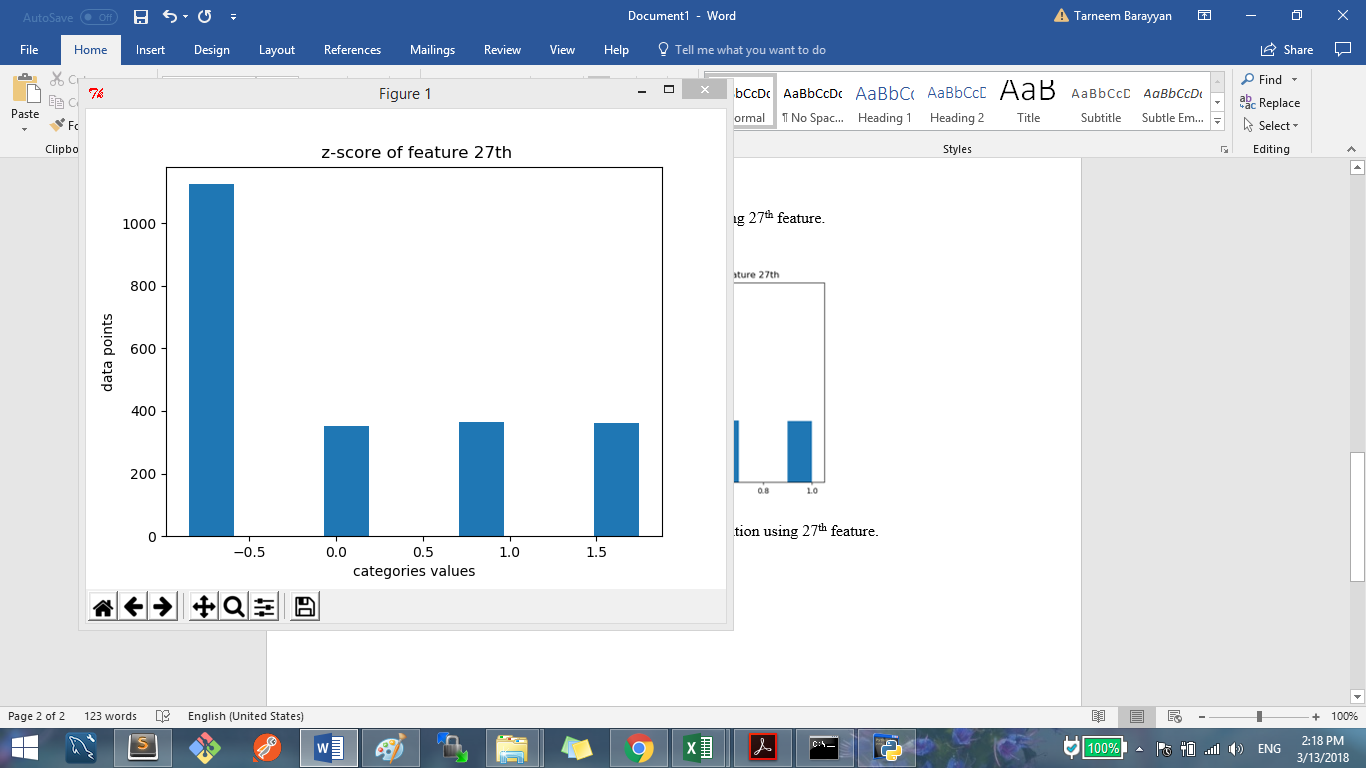 AutoSave Off
Document1 - Word
Tarneem Barayyan
File Home Insert Design Layout References Mailings Review View Help Tell me what you want to do Share
Paste
Clipbo
Figure 1
AaBbCcDc AaBbCc AaBbCcE AaB AaBbCcD AaBbCcDc
ormal ¶ No Spac... Heading 1 Heading 2 Title Subtitle Subtle Em...
Styles
Find
Replace
Select
Editing
z-score of feature 27th
1000
800
600
400
200
0
data points
−0.5 0.0 0.5 1.0 1.5
categories values
ng 27th feature.
ature 27th
0.8 1.0
tion using 27th feature.
Page 2 of 2 123 words English (United States) 100%
100% ENG
2:18 PM
3/13/2018